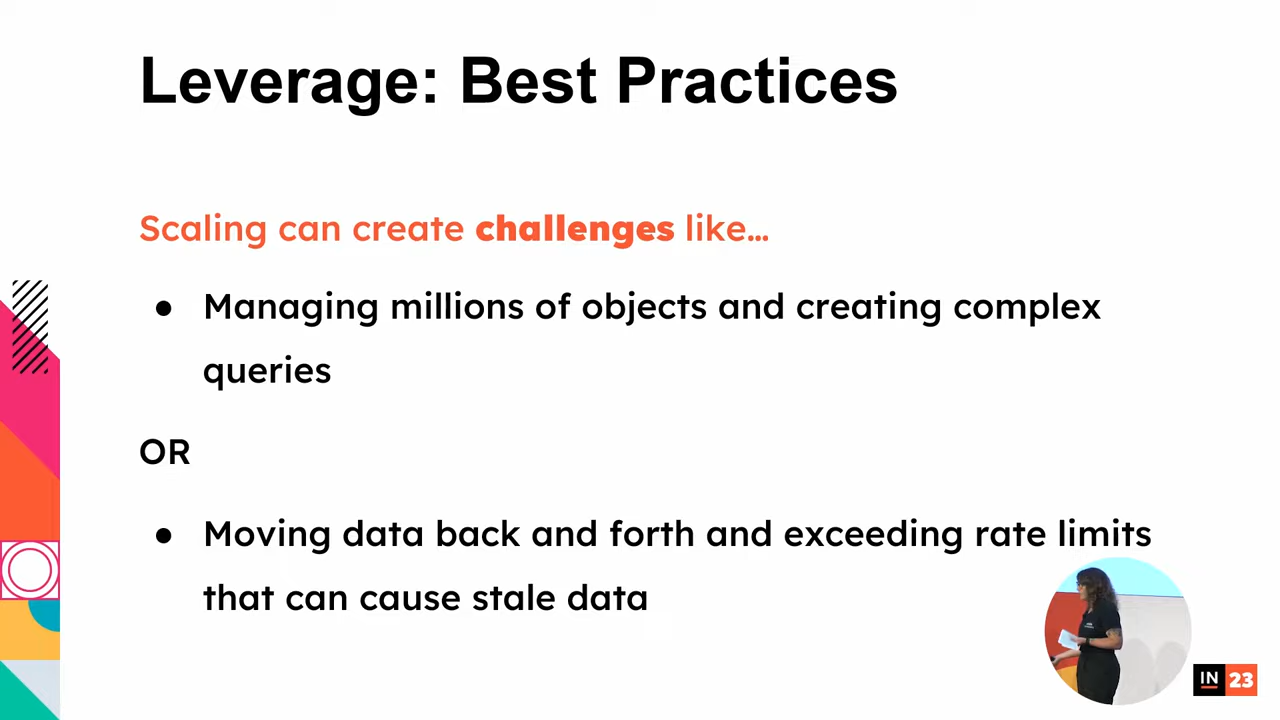 Leverage: Best Practices
Scaling can create challenges like…
● Managing millions of objects and creating complex
queries
OR
● Moving data back and forth and exceeding rate limits
that can cause stale data
IN 23